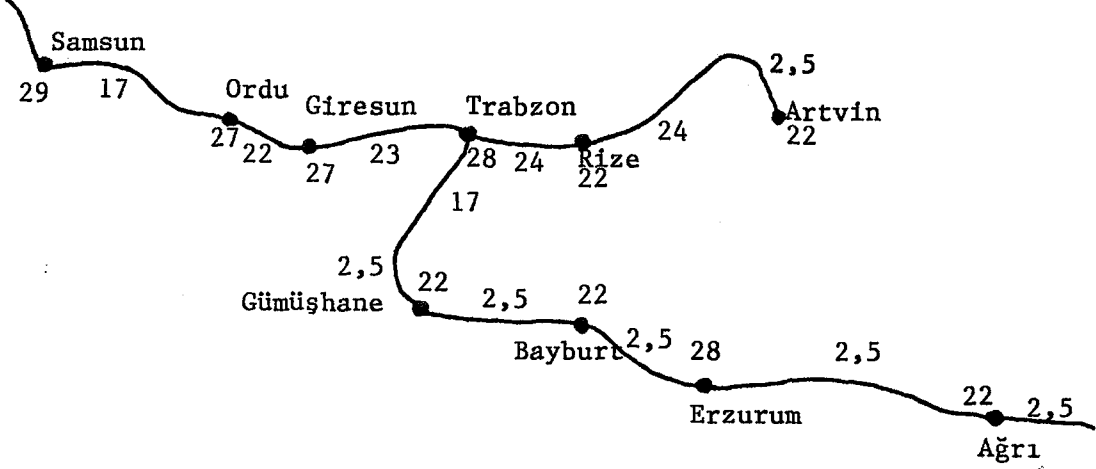 Samsun
29
17
Ordu
27
22
Giresun
27
23
Trabzon
28
24
Rize
22
24
2,5
Artvin
22
17
2,5
22
Gümüşhane
2,5
22
Bayburt
2,5
28
Erzurum
2,5
22
Ağrı
2,5